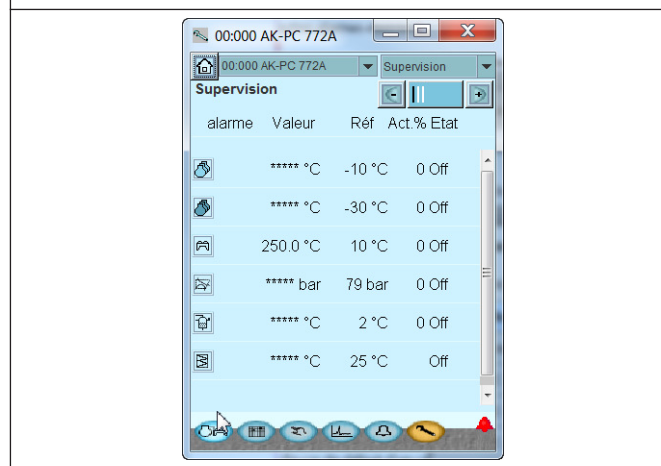 00:000 AK-PC 772A
00:000 AK-PC 772A Supervision
Supervision
alarme Valeur Réf Act.% Etat
***** °C -10 °C 0 Off
***** °C -30 °C 0 Off
250.0 °C 10 °C 0 Off
***** bar 79 bar 0 Off
***** °C 2 °C 0 Off
***** °C 25 °C Off